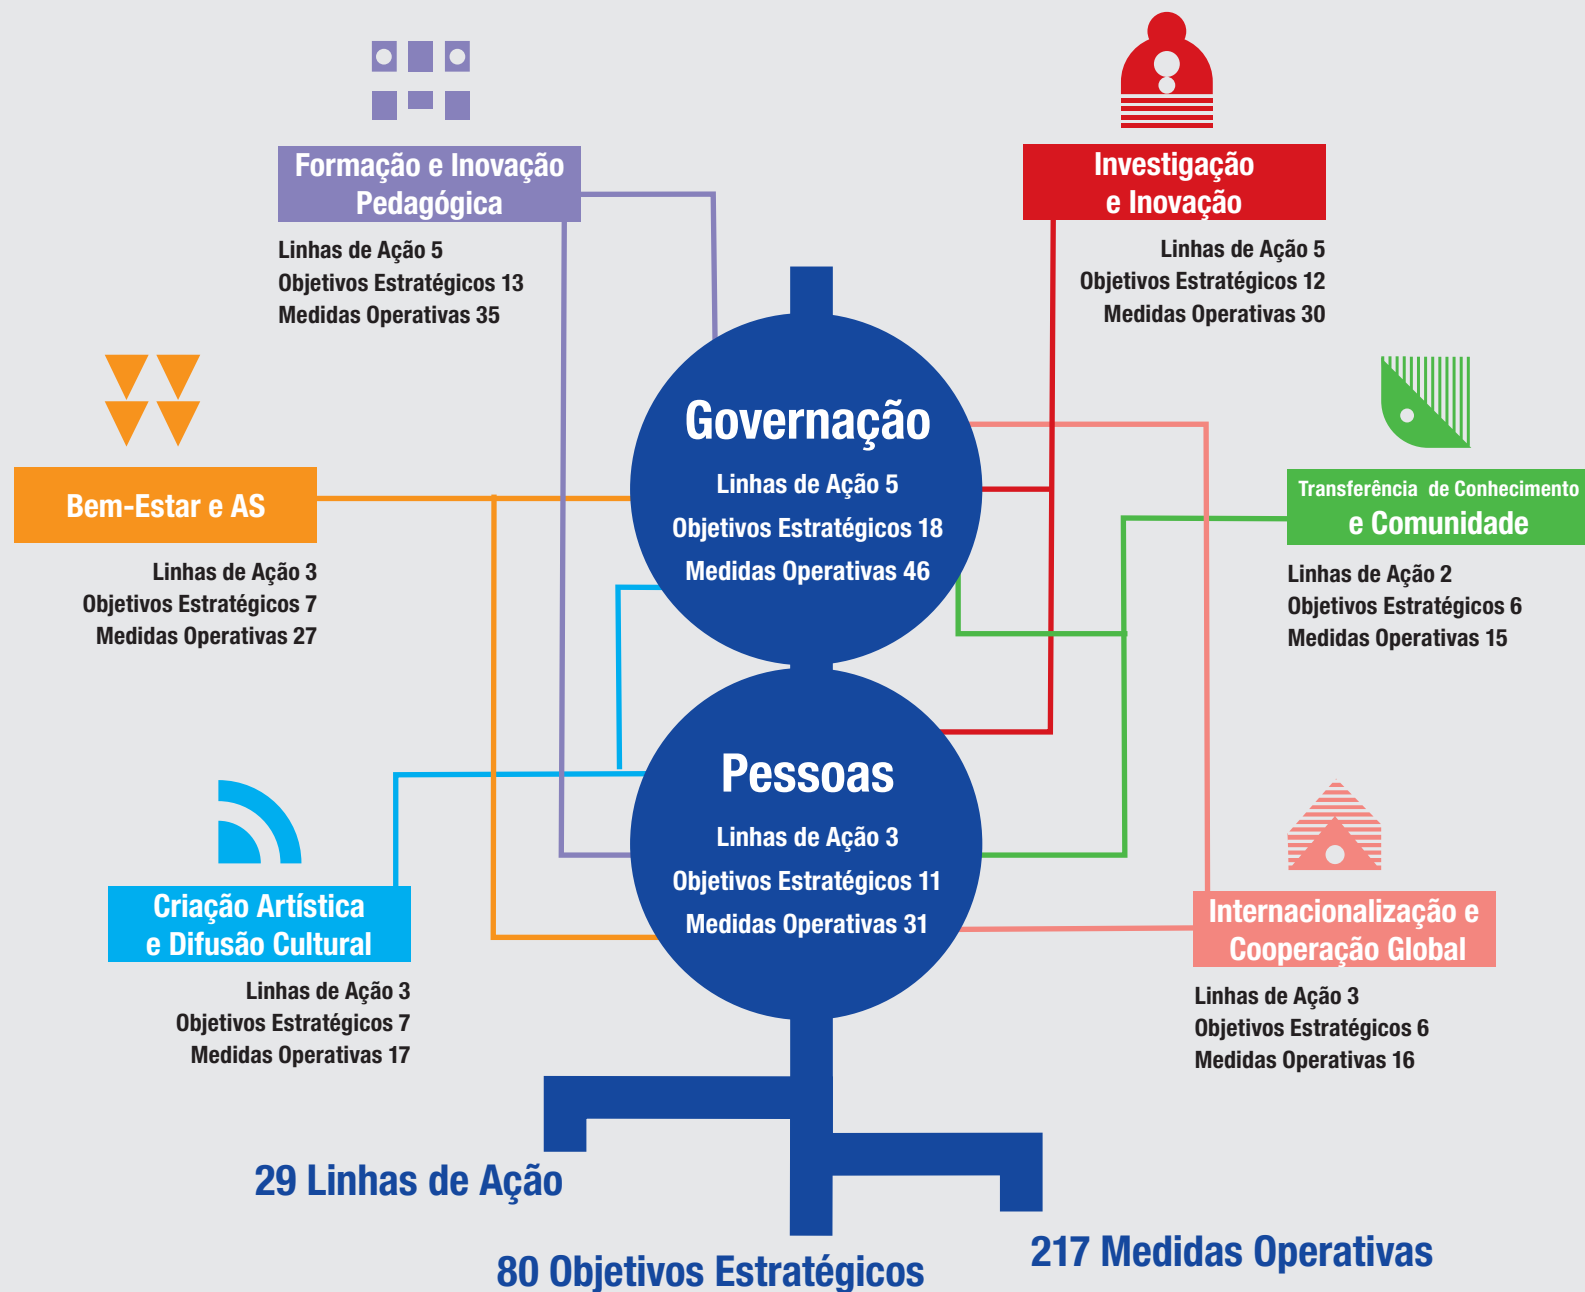 Formação e Inovação
Pedagógica
Linhas de Ação 5
Objetivos Estratégicos 13
Medidas Operativas 35
Investigação
e Inovação
Linhas de Ação 5
Objetivos Estratégicos 12
Medidas Operativas 30
Bem-Estar e AS
Linhas de Ação 3
Objetivos Estratégicos 7
Medidas Operativas 27
Governação
Linhas de Ação 5
Objetivos Estratégicos 18
Medidas Operativas 46
Transferência de Conhecimento
e Comunidade
Linhas de Ação 2
Objetivos Estratégicos 6
Medidas Operativas 15
Criação Artística
e Difusão Cultural
Linhas de Ação 3
Objetivos Estratégicos 7
Medidas Operativas 17
Pessoas
Linhas de Ação 3
Objetivos Estratégicos 11
Medidas Operativas 31
Internacionalização e
Cooperação Global
Linhas de Ação 3
Objetivos Estratégicos 6
Medidas Operativas 16
29 Linhas de Ação
80 Objetivos Estratégicos
217 Medidas Operativas